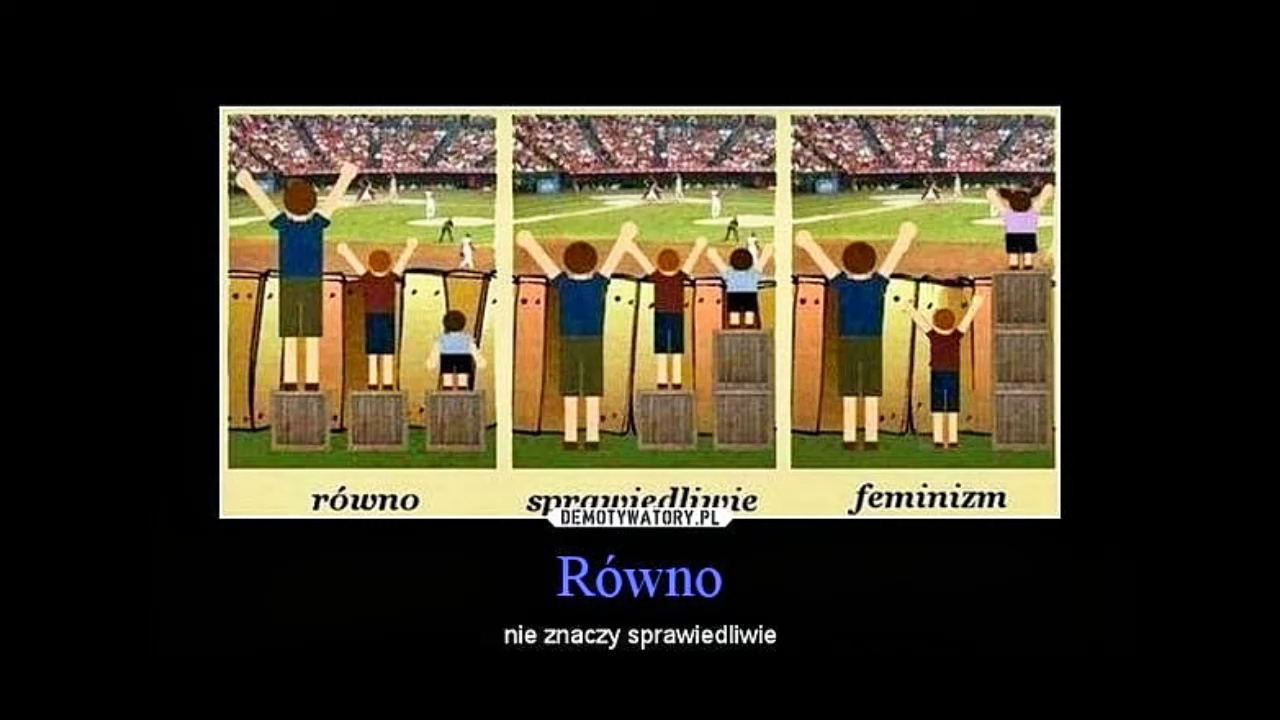 równo
sprawiedliwie
feminizm
DEMOTYWATORY.PL
Równo
nie znaczy sprawiedliwie